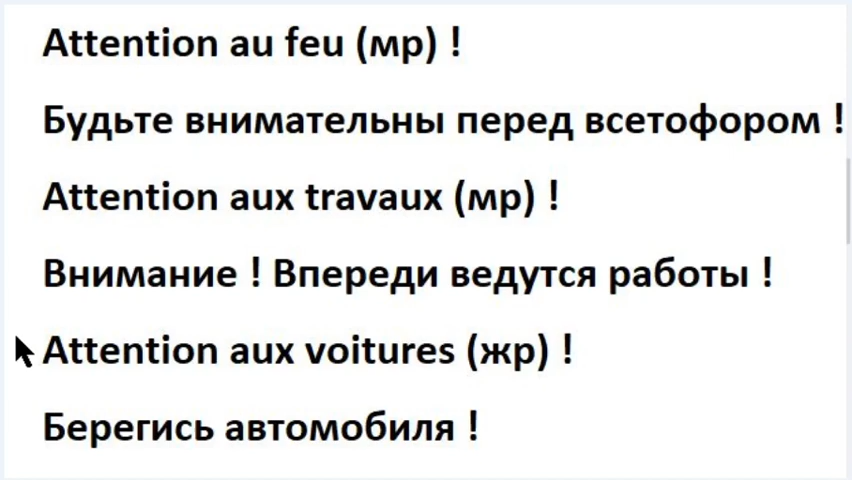 Attention au feu (мр) !
Будьте внимательны перед всетофором !
Attention aux travaux (мр) !
Внимание ! Впереди ведутся работы !
Attention aux voitures (жр) !
Берегись автомобиля !